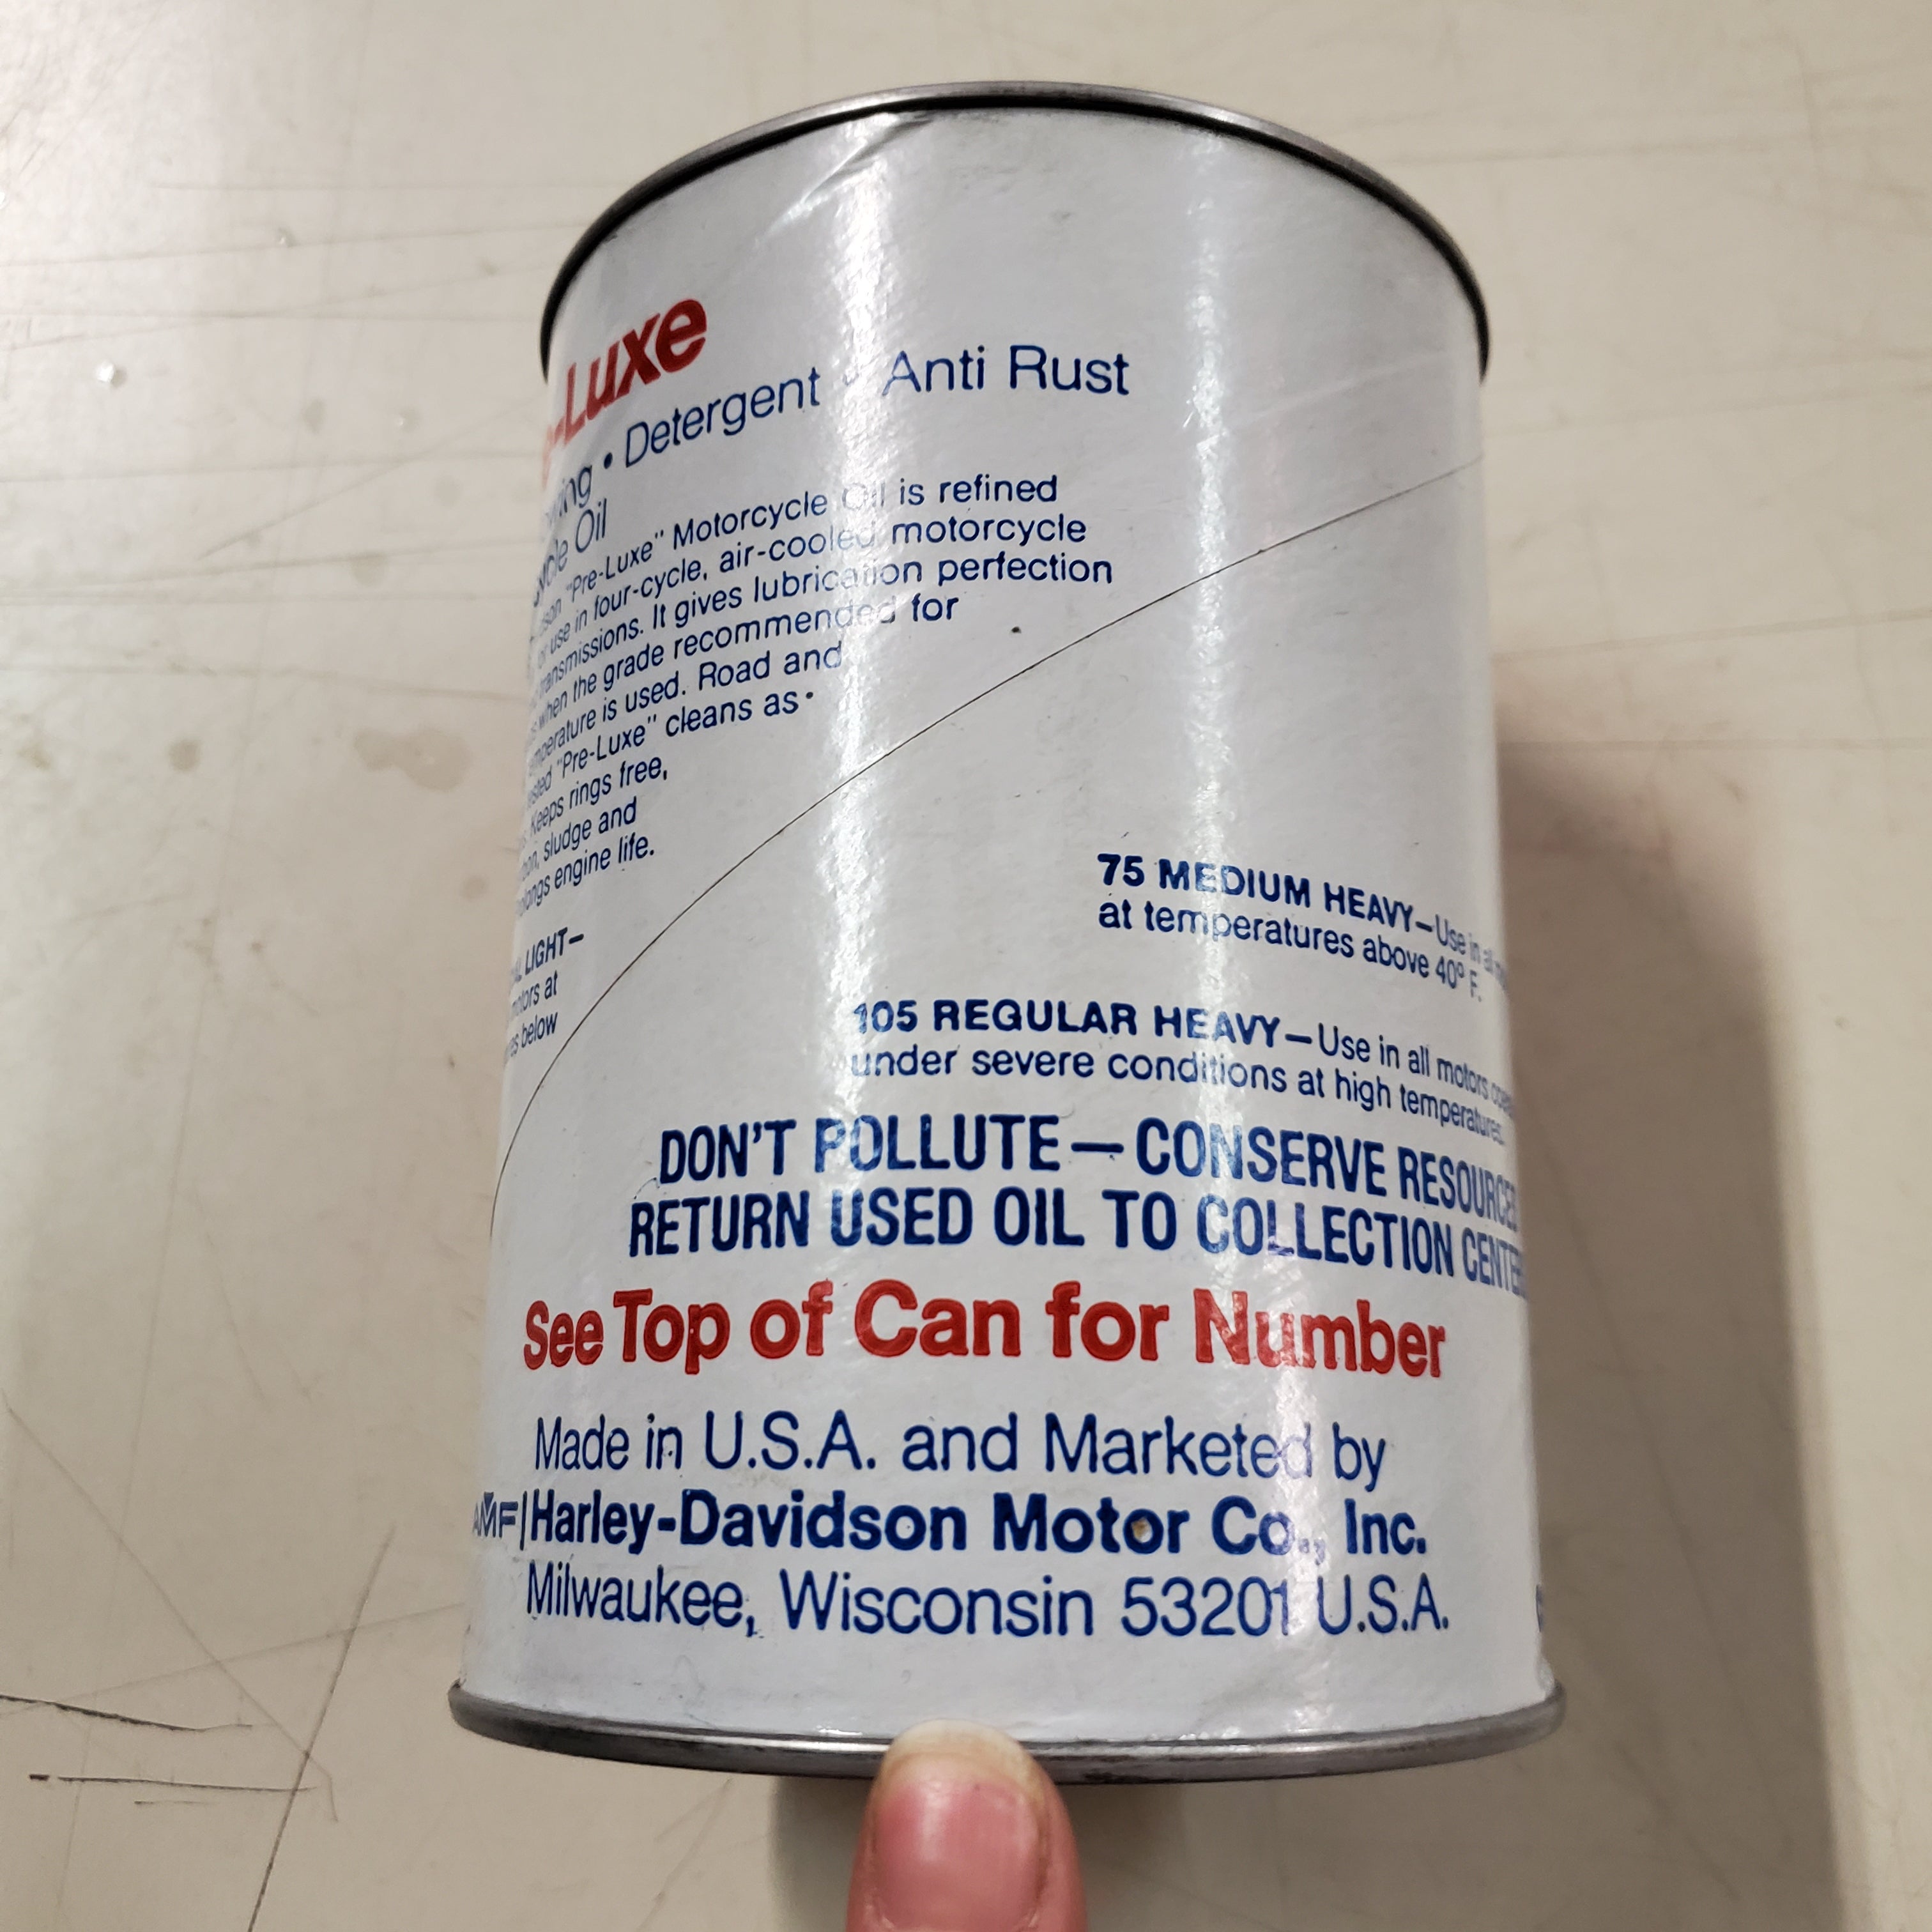 -Luxe
• Detergent • Anti Rust
Oil
"Pre-Luxe" Motorcycle Oil is refined
use in four-cycle, air-cooled motorcycle
transmissions. It gives lubrication perfection
when the grade recommended for
temperature is used. Road and
"Pre-Luxe" cleans as
Keeps rings free,
sludge and
engine life.
LIGHT—
at
below
75 MEDIUM HEAVY—Use in all
at temperatures above 40° F.
105 REGULAR HEAVY—Use in all motors
under severe conditions at high temperatures.
DON'T POLLUTE — CONSERVE RESOURCES
RETURN USED OIL TO COLLECTION CENTER
See Top of Can for Number
Made in U.S.A. and Marketed by
AMF|Harley-Davidson Motor Co., Inc.
Milwaukee, Wisconsin 53201 U.S.A.